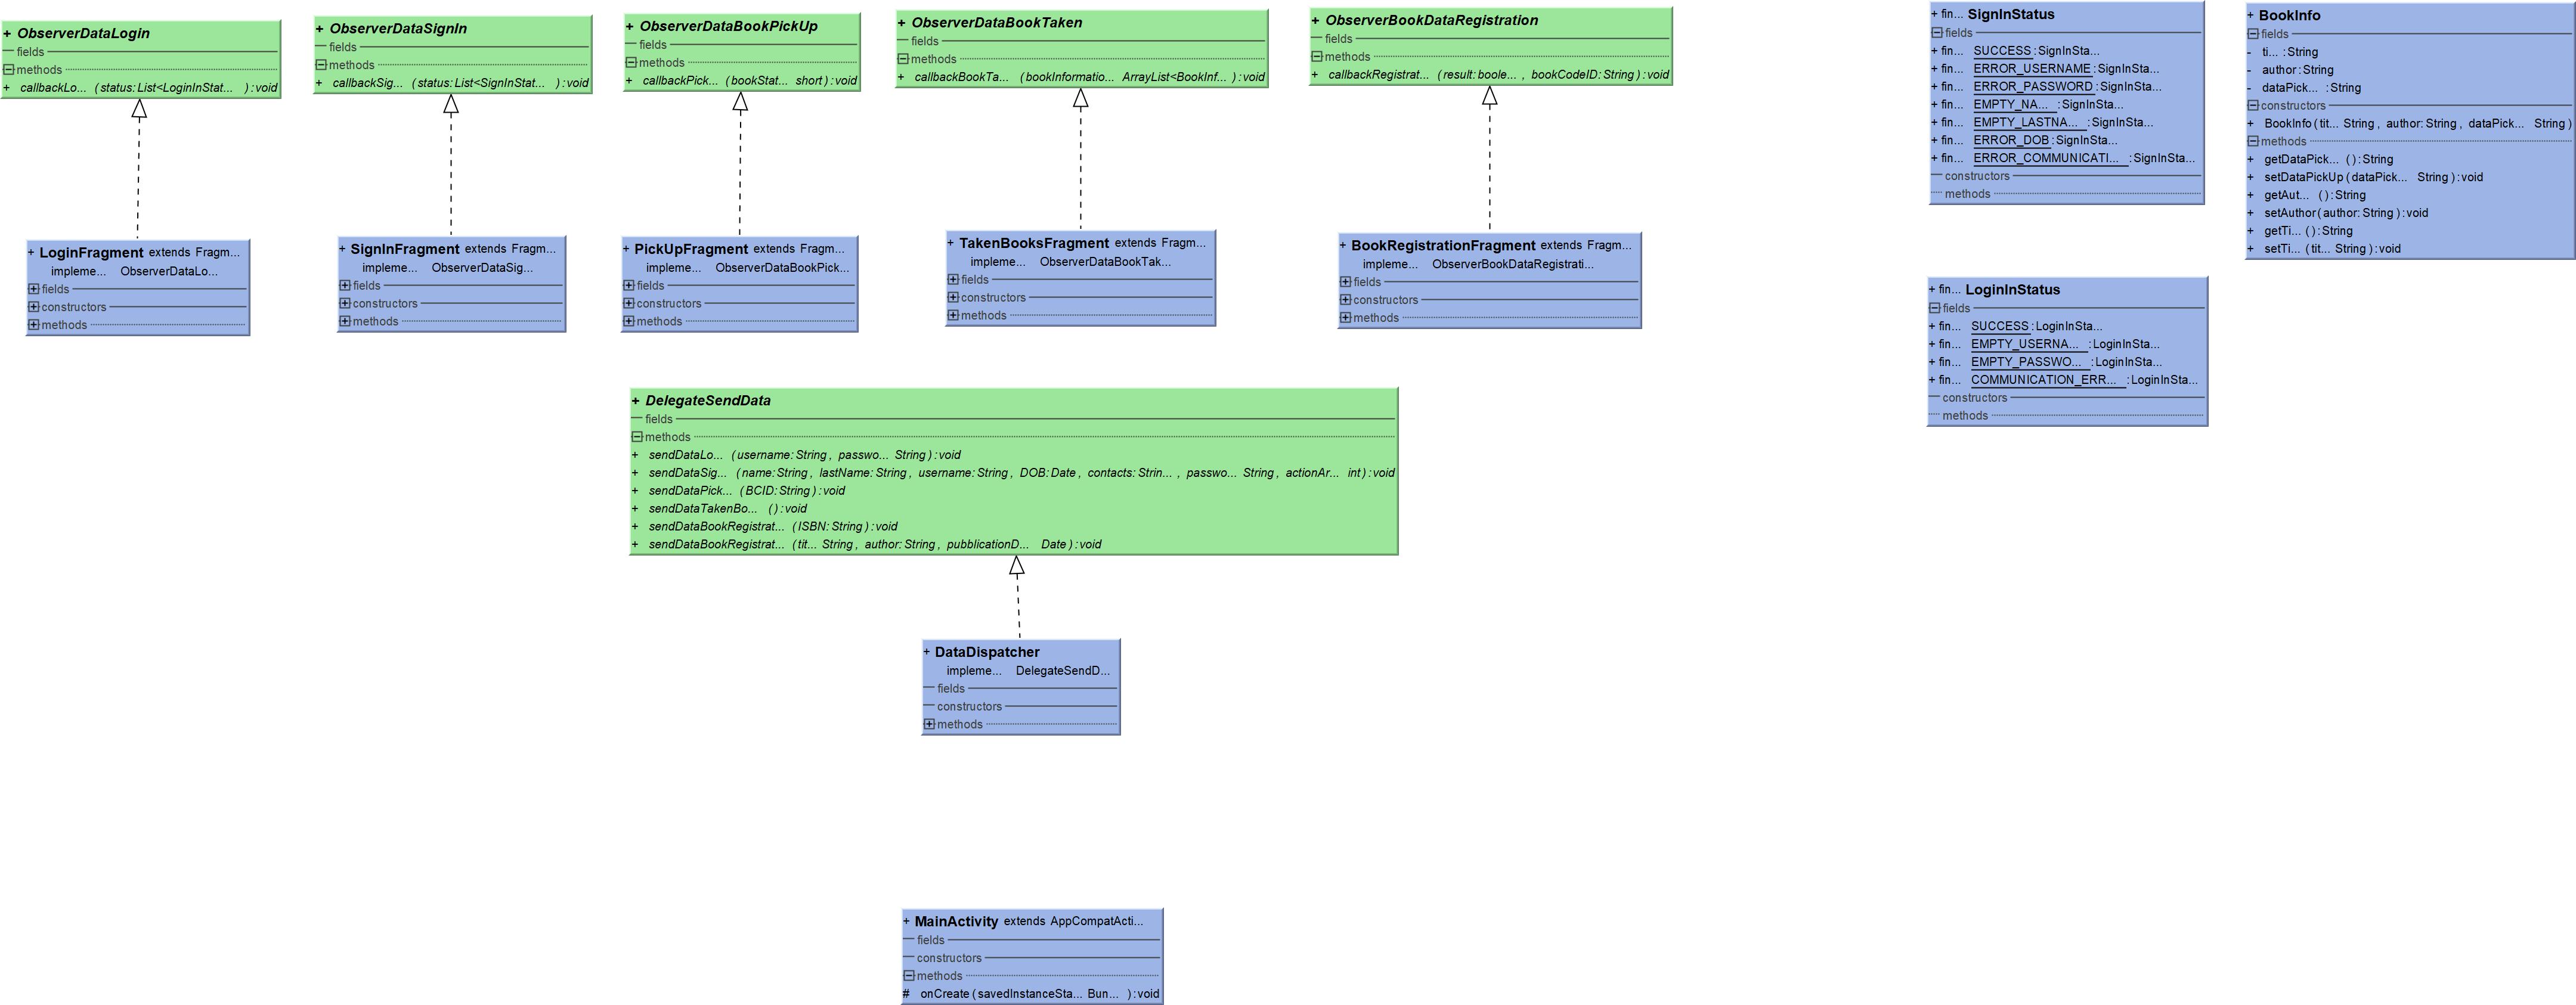 + ObserverDataLogin
fields
methods
+ callbackLo... (status:List<LoginInStat... ):void
+ ObserverDataSignIn
fields
methods
+ callbackSig... (status:List<SignInStat... ):void
+ ObserverDataBookPickUp
fields
methods
+ callbackPick... (bookStat... short):void
+ ObserverDataBookTaken
fields
methods
+ callbackBookTa... (bookInformatio... ArrayList<BookInf... ):void
+ ObserverBookDataRegistration
fields
methods
+ callbackRegistrat... (result:boole... , bookCodeID:String):void
+ fin... SignInStatus
fields
+ fin... SUCCESS:SignInSta...
+ fin... ERROR_USERNAME:SignInSta...
+ fin... ERROR_PASSWORD:SignInSta...
+ fin... EMPTY_NA... :SignInSta...
+ fin... EMPTY_LASTNA... :SignInSta...
+ fin... ERROR_DOB:SignInSta...
+ fin... ERROR_COMMUNICATI... :SignInSta...
constructors
methods
+ BookInfo
fields
- ti... :String
- author:String
- dataPick... :String
constructors
+ BookInfo(tit... String, author:String, dataPick... String)
methods
+ getDataPick... ():String
+ setDataPickUp(dataPick... String):void
+ getAut... ():String
+ setAuthor(author:String):void
+ getTi... ():String
+ setTi... (tit... String):void
+ LoginFragment extends Fragm...
impleme... ObserverDataLo...
fields
constructors
methods
+ SignInFragment extends Fragm...
impleme... ObserverDataSig...
fields
constructors
methods
+ PickUpFragment extends Fragm...
impleme... ObserverDataBookPick...
fields
constructors
methods
+ TakenBooksFragment extends Fragm...
impleme... ObserverDataBookTak...
fields
constructors
methods
+ BookRegistrationFragment extends Fragm...
impleme... ObserverBookDataRegistrati...
fields
constructors
methods
+ fin... LoginInStatus
fields
+ fin... SUCCESS:LoginInSta...
+ fin... EMPTY_USERNA... :LoginInSta...
+ fin... EMPTY_PASSWO... :LoginInSta...
+ fin... COMMUNICATION_ERR... :LoginInSta...
constructors
methods
+ DelegateSendData
fields
methods
+ sendDataLo... (username:String, passwo... String):void
+ sendDataSig... (name:String, lastName:String, username:String, DOB:Date, contacts:Strin... , passwo... String, actionAr... int):void
+ sendDataPick... (BCID:String):void
+ sendDataTakenBo... ():void
+ sendDataBookRegistrat... (ISBN:String):void
+ sendDataBookRegistrat... (tit... String, author:String, pubblicationD... Date):void
+ DataDispatcher
impleme... DelegateSendD...
fields
constructors
methods
+ MainActivity extends AppCompatActi...
fields
constructors
methods
# onCreate(savedInstanceSta... Bun... ):void